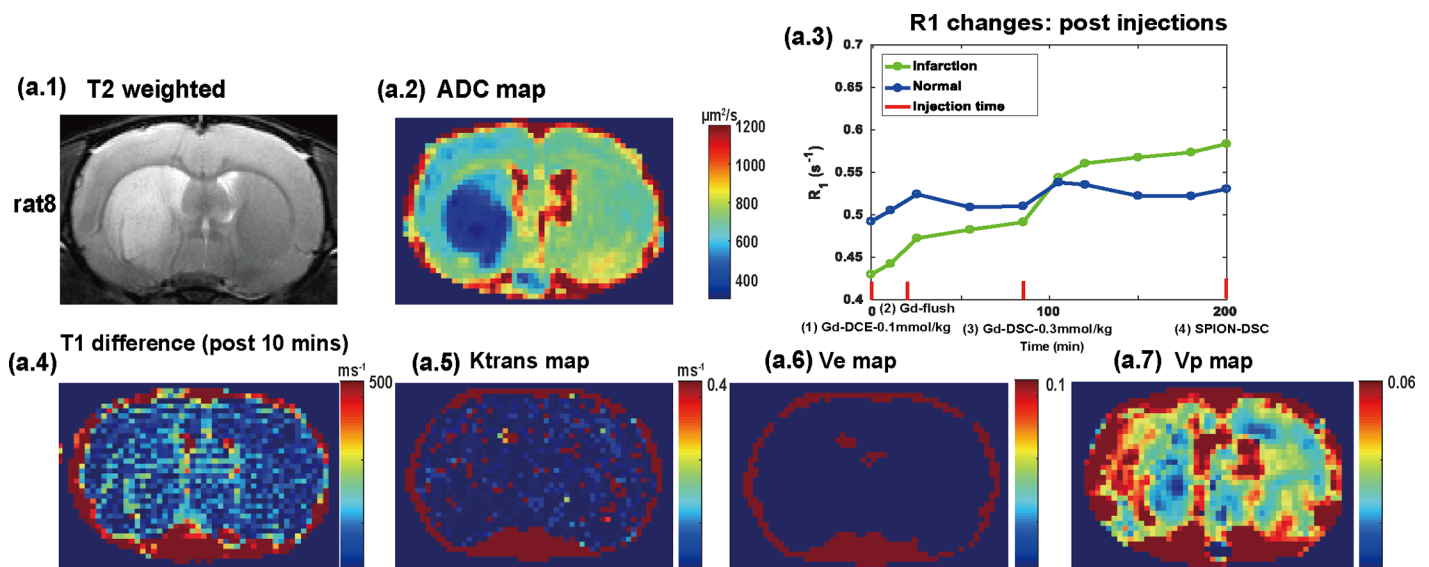 (a.1) T2 weighted
rat8
(a.2) ADC map
µm²/s
1200
1000
800
600
400
(a.3)
R1 changes: post injections
0.7
0.65
0.6
0.55
0.5
0.45
0.4
R₁ (s⁻¹)
Infarction
Normal
Injection time
0
100
200
(2) Gd-flush
(1) Gd-DCE-0.1mmol/kg
(3) Gd-DSC-0.3mmol/kg
(4) SPION-DSC
Time (min)
(a.4)
T1 difference (post 10 mins)
ms⁻¹
500
(a.5) Ktrans map
ms⁻¹
0.4
(a.6) Ve map
0.1
(a.7) Vp map
0.06